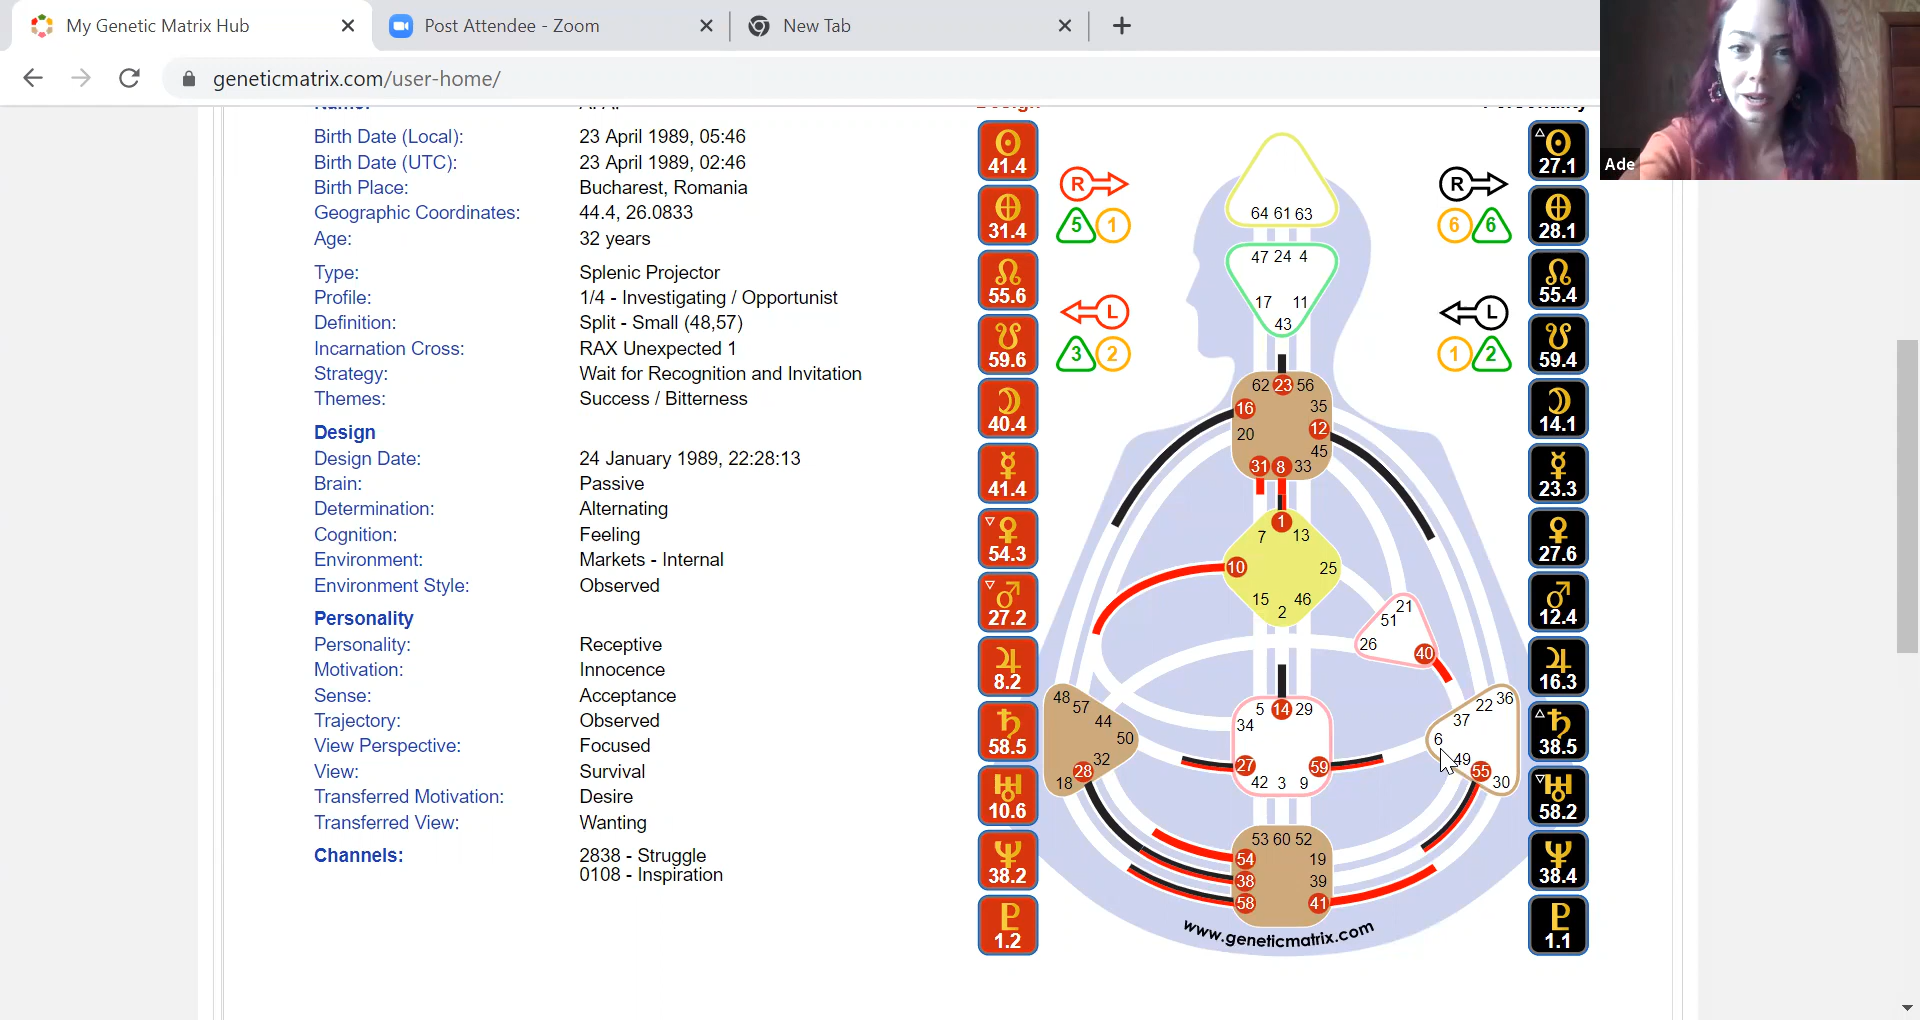 My Genetic Matrix Hub
Post Attendee - Zoom
New Tab
geneticmatrix.com/user-home/
Name:
Design
Personality
Birth Date (Local): 23 April 1989, 05:46
Birth Date (UTC): 23 April 1989, 02:46
Birth Place: Bucharest, Romania
Geographic Coordinates: 44.4, 26.0833
Age: 32 years
Type: Splenic Projector
Profile: 1/4 - Investigating / Opportunist
Definition: Split - Small (48,57)
Incarnation Cross: RAX Unexpected 1
Strategy: Wait for Recognition and Invitation
Themes: Success / Bitterness
Design
Design Date: 24 January 1989, 22:28:13
Brain: Passive
Determination: Alternating
Cognition: Feeling
Environment: Markets - Internal
Environment Style: Observed
Personality
Personality: Receptive
Motivation: Innocence
Sense: Acceptance
Trajectory: Observed
View Perspective: Focused
View: Survival
Transferred Motivation: Desire
Transferred View: Wanting
Channels: 2838 - Struggle
0108 - Inspiration
41.4
31.4
55.6
59.6
40.4
41.4
54.3
27.2
8.2
58.5
10.6
38.2
1.2
R
5 1
L
3 2
64 61 63
47 24 4
17 11
43
62 23 56
16 35
20 12
45
31 8 33
1
7 13
10 25
15 46
2
21
51
26 40
48
57
44
50
32
28
18
5 14 29
34
27 59
42 3 9
36
22
37
6
49
55
30
53 60 52
54 19
38 39
58 41
www.geneticmatrix.com
R
6 6
L
1 2
27.1
28.1
55.4
59.4
14.1
23.3
27.6
12.4
16.3
38.5
58.2
38.4
1.1
Ade